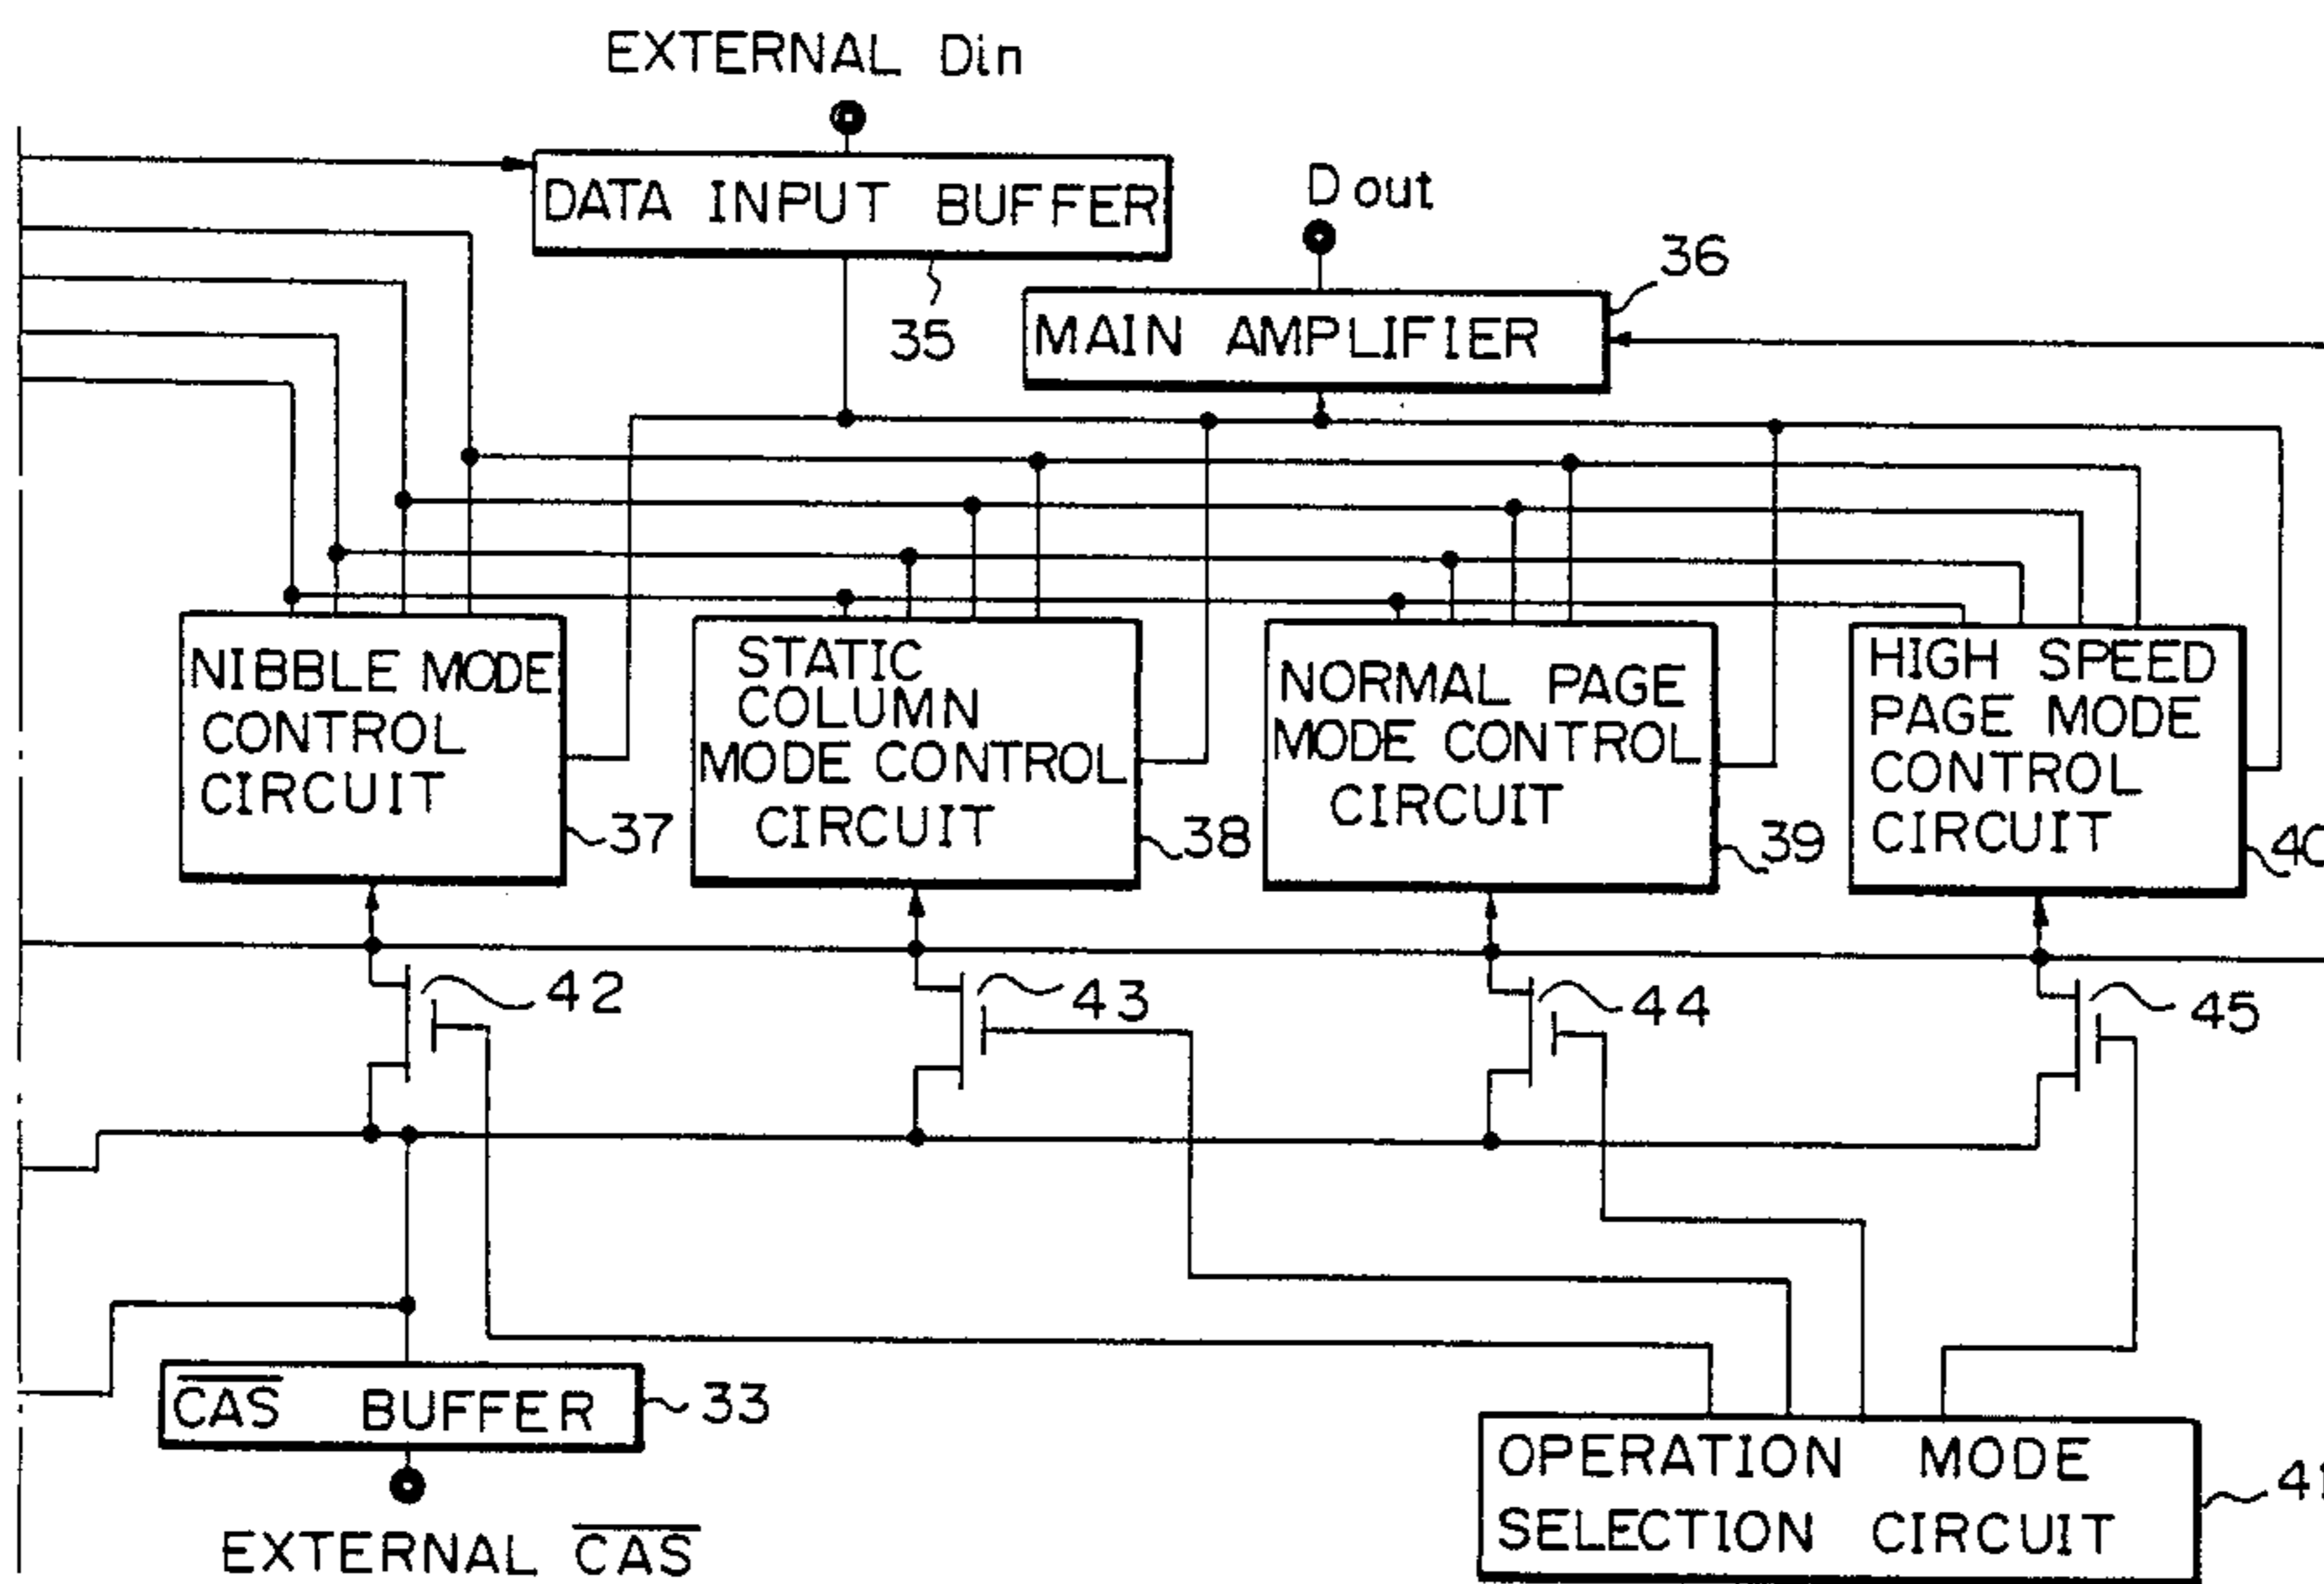 EXTERNAL Din
DATA INPUT BUFFER
35
D out
36
MAIN AMPLIFIER
NIBBLE MODE
CONTROL
CIRCUIT
37
STATIC
COLUMN
MODE CONTROL
CIRCUIT
38
NORMAL PAGE
MODE CONTROL
CIRCUIT
39
HIGH SPEED
PAGE MODE
CONTROL
CIRCUIT
40
42
43
44
45
C̅A̅S̅ BUFFER
33
EXTERNAL C̅A̅S̅
OPERATION MODE
SELECTION CIRCUIT
41